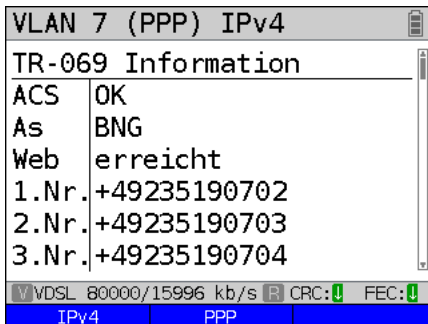 VLAN 7 (PPP) IPv4
TR-069 Information
ACS OK
As BNG
Web erreicht
1.Nr. +49235190702
2.Nr. +49235190703
3.Nr. +49235190704
V VDSL 80000/15996 kb/s R CRC: FEC:
IPv4 PPP